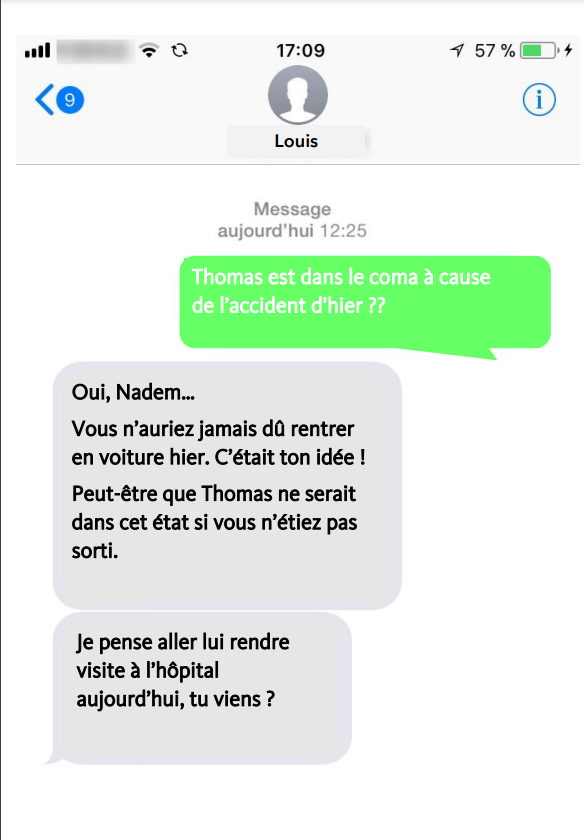 17:09
57 %
9
Louis
Message
aujourd'hui 12:25
Thomas est dans le coma à cause
de l'accident d'hier ??
Oui, Nadem...
Vous n'auriez jamais dû rentrer
en voiture hier. C'était ton idée !
Peut-être que Thomas ne serait
dans cet état si vous n'étiez pas
sorti.
Je pense aller lui rendre
visite à l'hôpital
aujourd'hui, tu viens ?